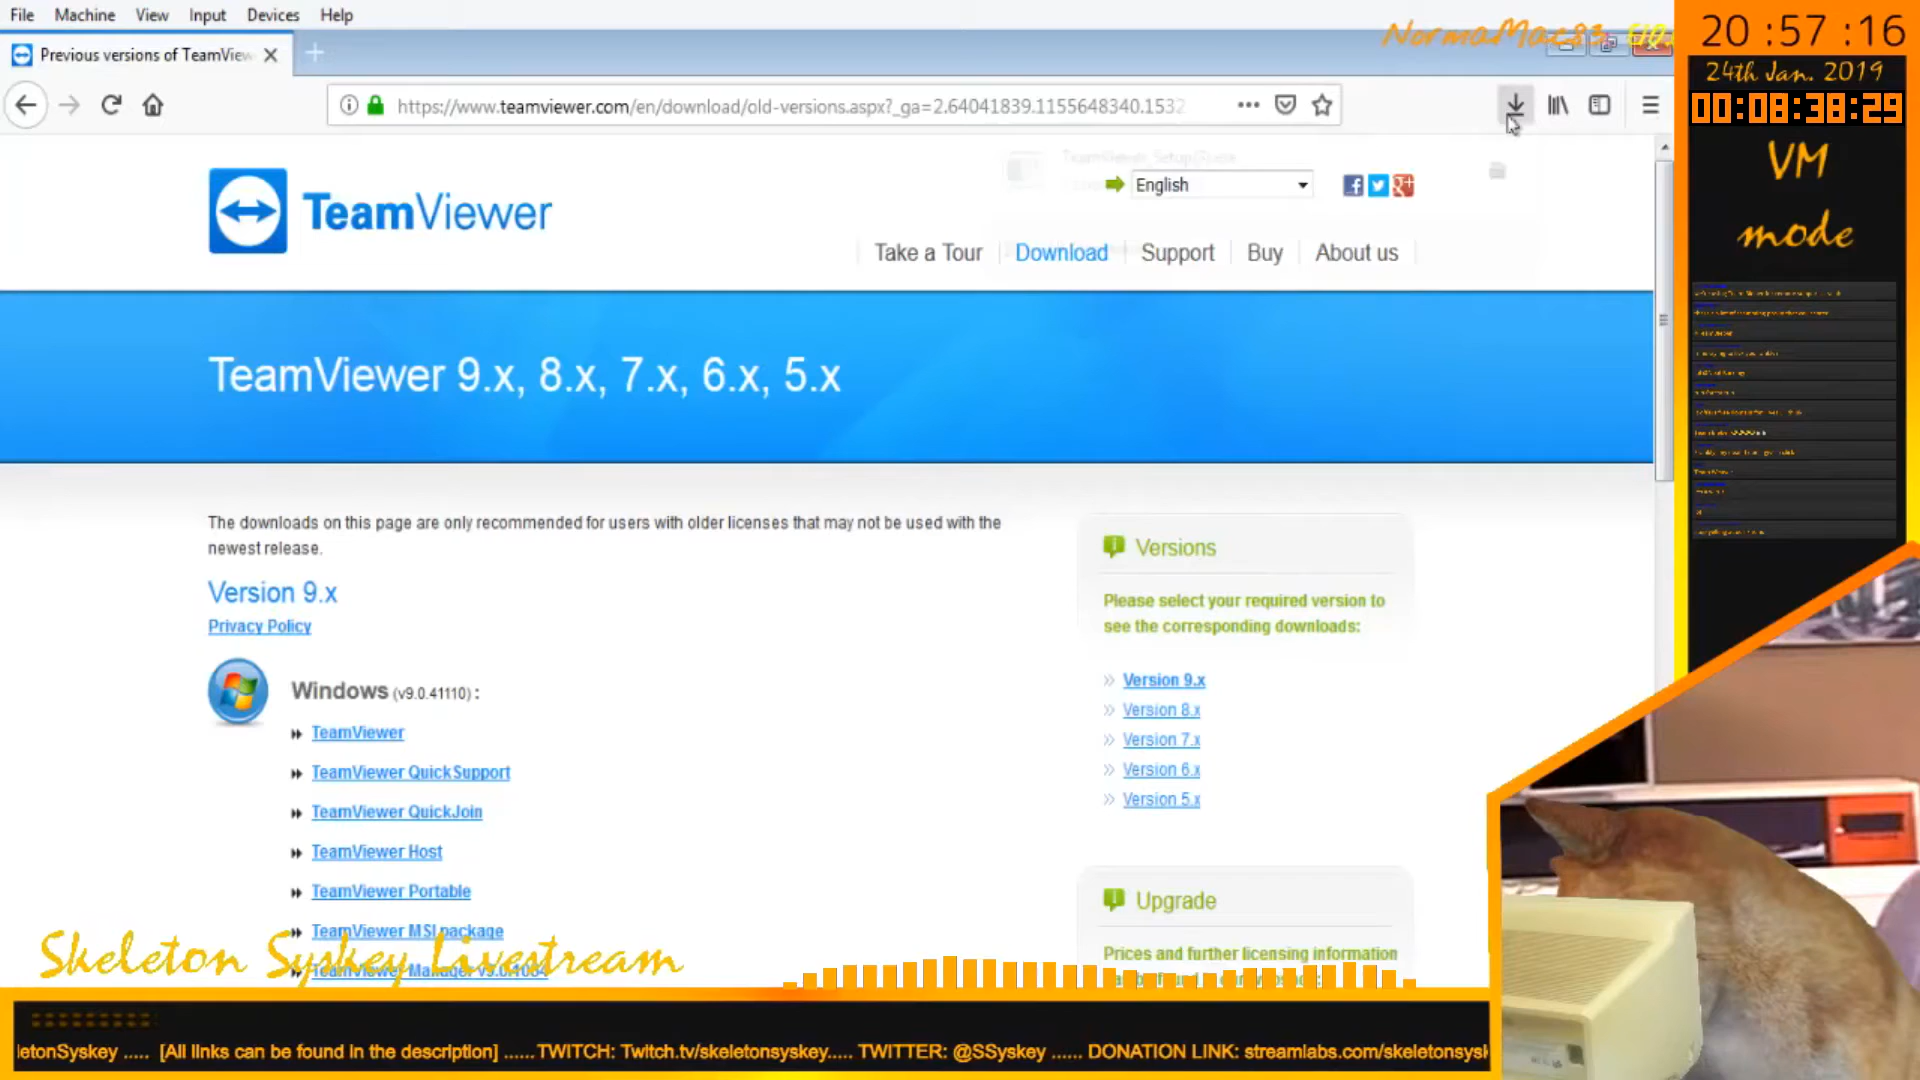 File Machine View Input Devices Help
NormaMac83
20 :57 :16
Previous versions of TeamView
24th Jan. 2019
https://www.teamviewer.com/en/download/old-versions.aspx?_ga=2.64041839.1155648340.1532
00:08:38:29
VM
mode
TeamViewer
English
Take a Tour Download Support Buy About us
TeamViewer 9.x, 8.x, 7.x, 6.x, 5.x
The downloads on this page are only recommended for users with older licenses that may not be used with the
newest release.
Version 9.x
Privacy Policy
Windows (v9.0.41110) :
TeamViewer
TeamViewer QuickSupport
TeamViewer QuickJoin
TeamViewer Host
TeamViewer Portable
TeamViewer MSI package
TeamViewer Manager
Versions
Please select your required version to
see the corresponding downloads:
Version 9.x
Version 8.x
Version 7.x
Version 6.x
Version 5.x
Upgrade
Prices and further licensing information
Skeleton Syskey Livestream
letonSyskey ..... [All links can be found in the description] ......TWITCH: Twitch.tv/skeletonsyskey..... TWITTER: @SSyskey ...... DONATION LINK: streamlabs.com/skeletonsysk